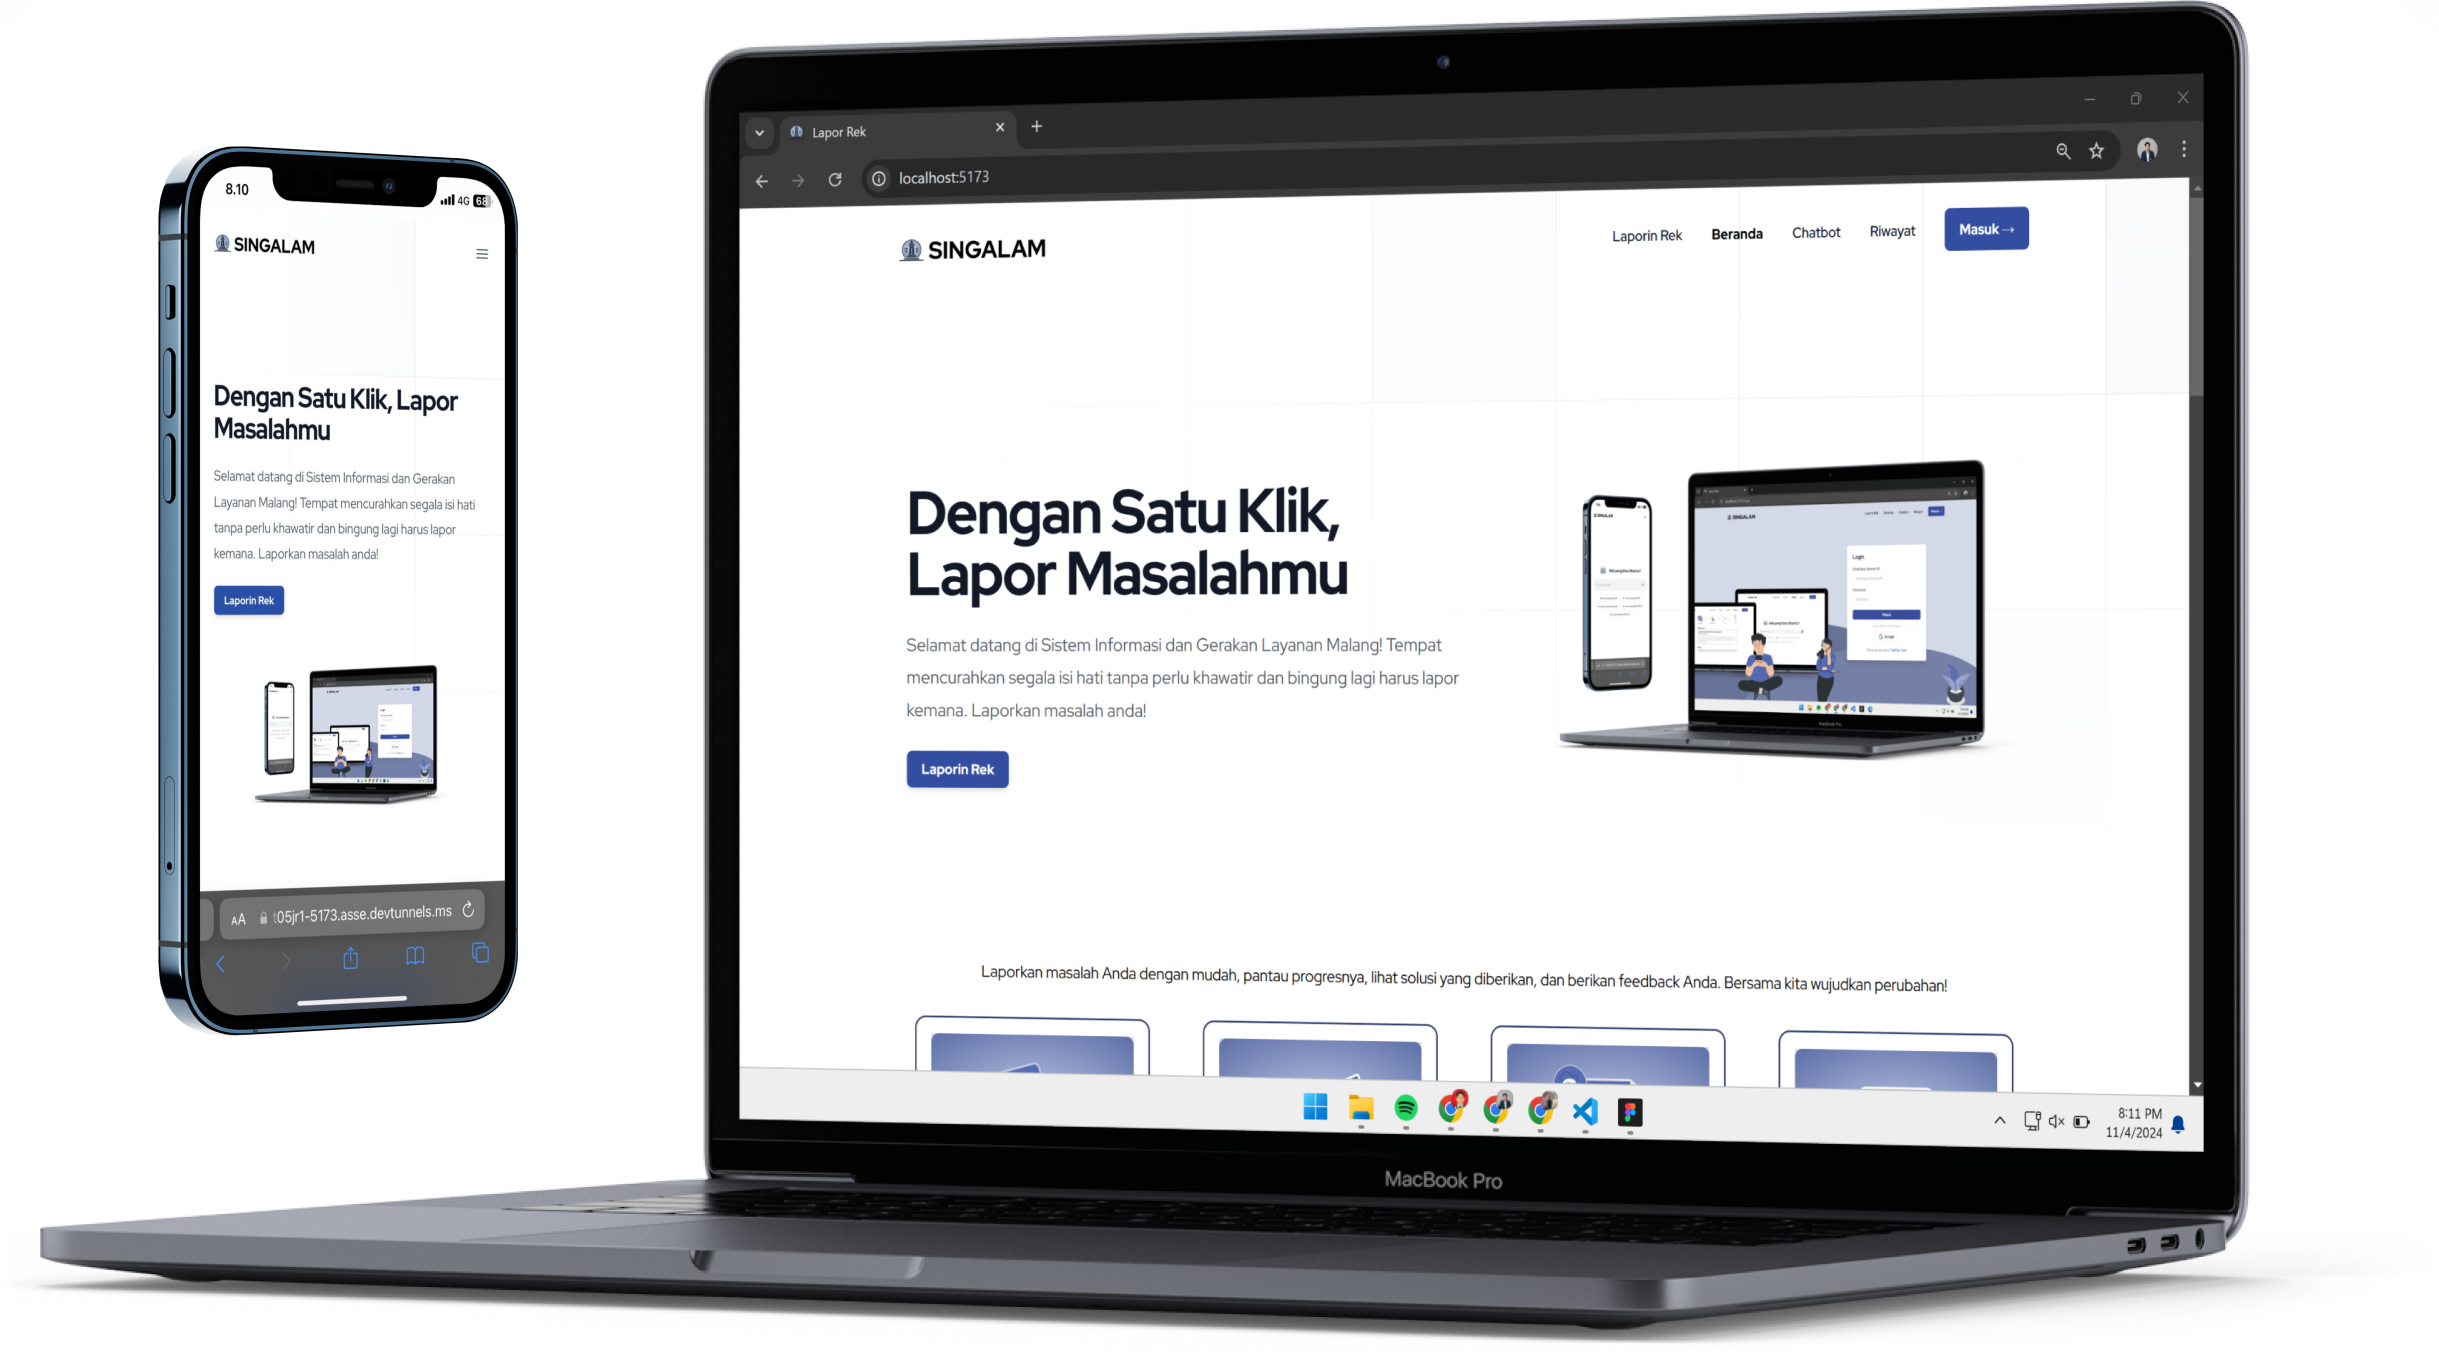 8.10
4G 68
SINGALAM
Dengan Satu Klik, Lapor
Masalahmu
Selamat datang di Sistem Informasi dan Gerakan
Layanan Malang! Tempat mencurahkan segala isi hati
tanpa perlu khawatir dan bingung lagi harus lapor
kemana. Laporkan masalah anda!
Laporin Rek
AA t05jr1-5173.asse.devtunnels.ms
Lapor Rek
localhost:5173
SINGALAM
Laporin Rek Beranda Chatbot Riwayat Masuk →
Dengan Satu Klik,
Lapor Masalahmu
Selamat datang di Sistem Informasi dan Gerakan Layanan Malang! Tempat
mencurahkan segala isi hati tanpa perlu khawatir dan bingung lagi harus lapor
kemana. Laporkan masalah anda!
Laporin Rek
SINGALAM
SINGALAM
Login
Google
Laporkan masalah Anda dengan mudah, pantau progresnya, lihat solusi yang diberikan, dan berikan feedback Anda. Bersama kita wujudkan perubahan!
8:11 PM
11/4/2024
MacBook Pro